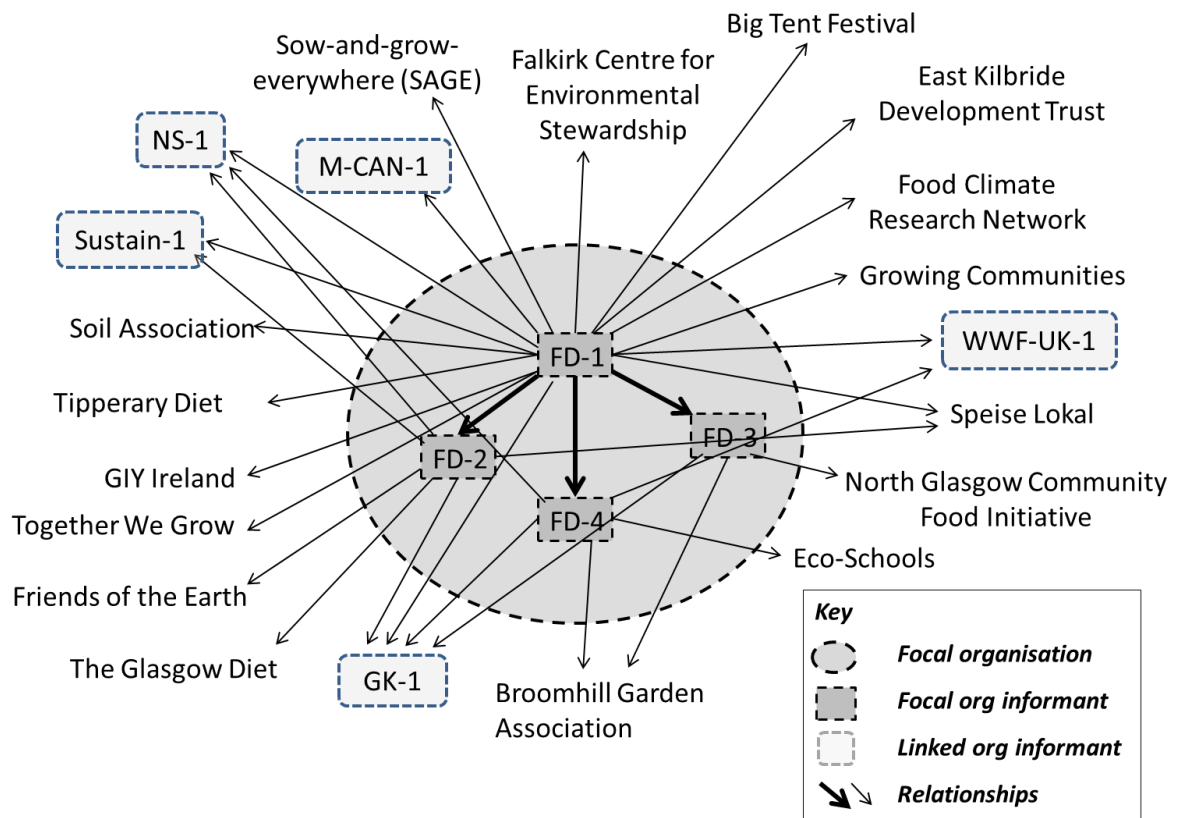 Big Tent Festival
Sow-and-grow-
everywhere (SAGE)
Falkirk Centre for
Environmental
Stewardship
East Kilbride
Development Trust
NS-1
M-CAN-1
Food Climate
Research Network
Sustain-1
Growing Communities
Soil Association
FD-1
WWF-UK-1
Tipperary Diet
Speise Lokal
FD-3
FD-2
GIY Ireland
North Glasgow Community
Food Initiative
Together We Grow
FD-4
Eco-Schools
Friends of the Earth
The Glasgow Diet
GK-1
Broomhill Garden
Association
Key
Focal organisation
Focal org informant
Linked org informant
Relationships